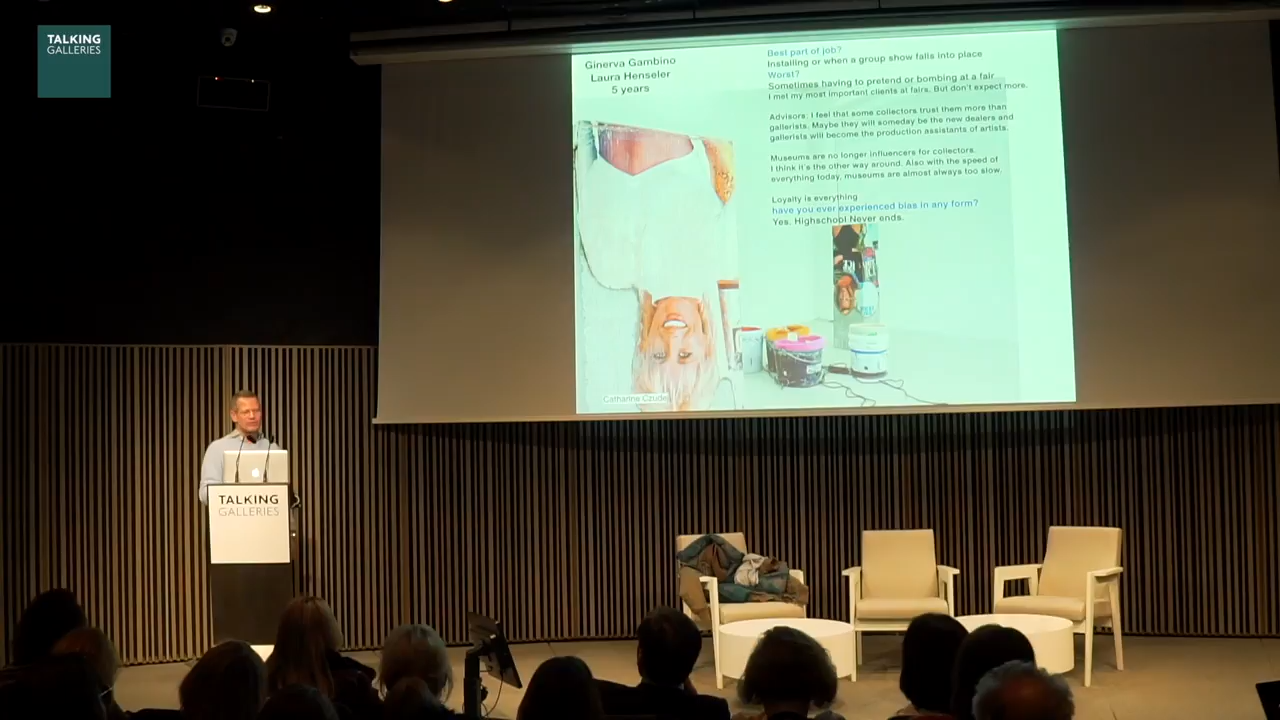 TALKING
GALLERIES
Ginerva Gambino
Laura Henseler
5 years
Best part of job?
Installing or when a group show falls into place
Worst?
Sometimes having to pretend or bombing at a fair
I met my most important clients at fairs. But don't expect more.
Advisors: I feel that some collectors trust them more than
gallerists. Maybe they will someday be the new dealers and
gallerists will become the production assistants of artists.
Museums are no longer influencers for collectors.
I think it's the other way around. Also with the speed of
everything today, museums are almost always too slow.
Loyalty is everything
have you ever experienced bias in any form?
Yes. Highschool Never ends.
Catharine Czudej
TALKING
GALLERIES